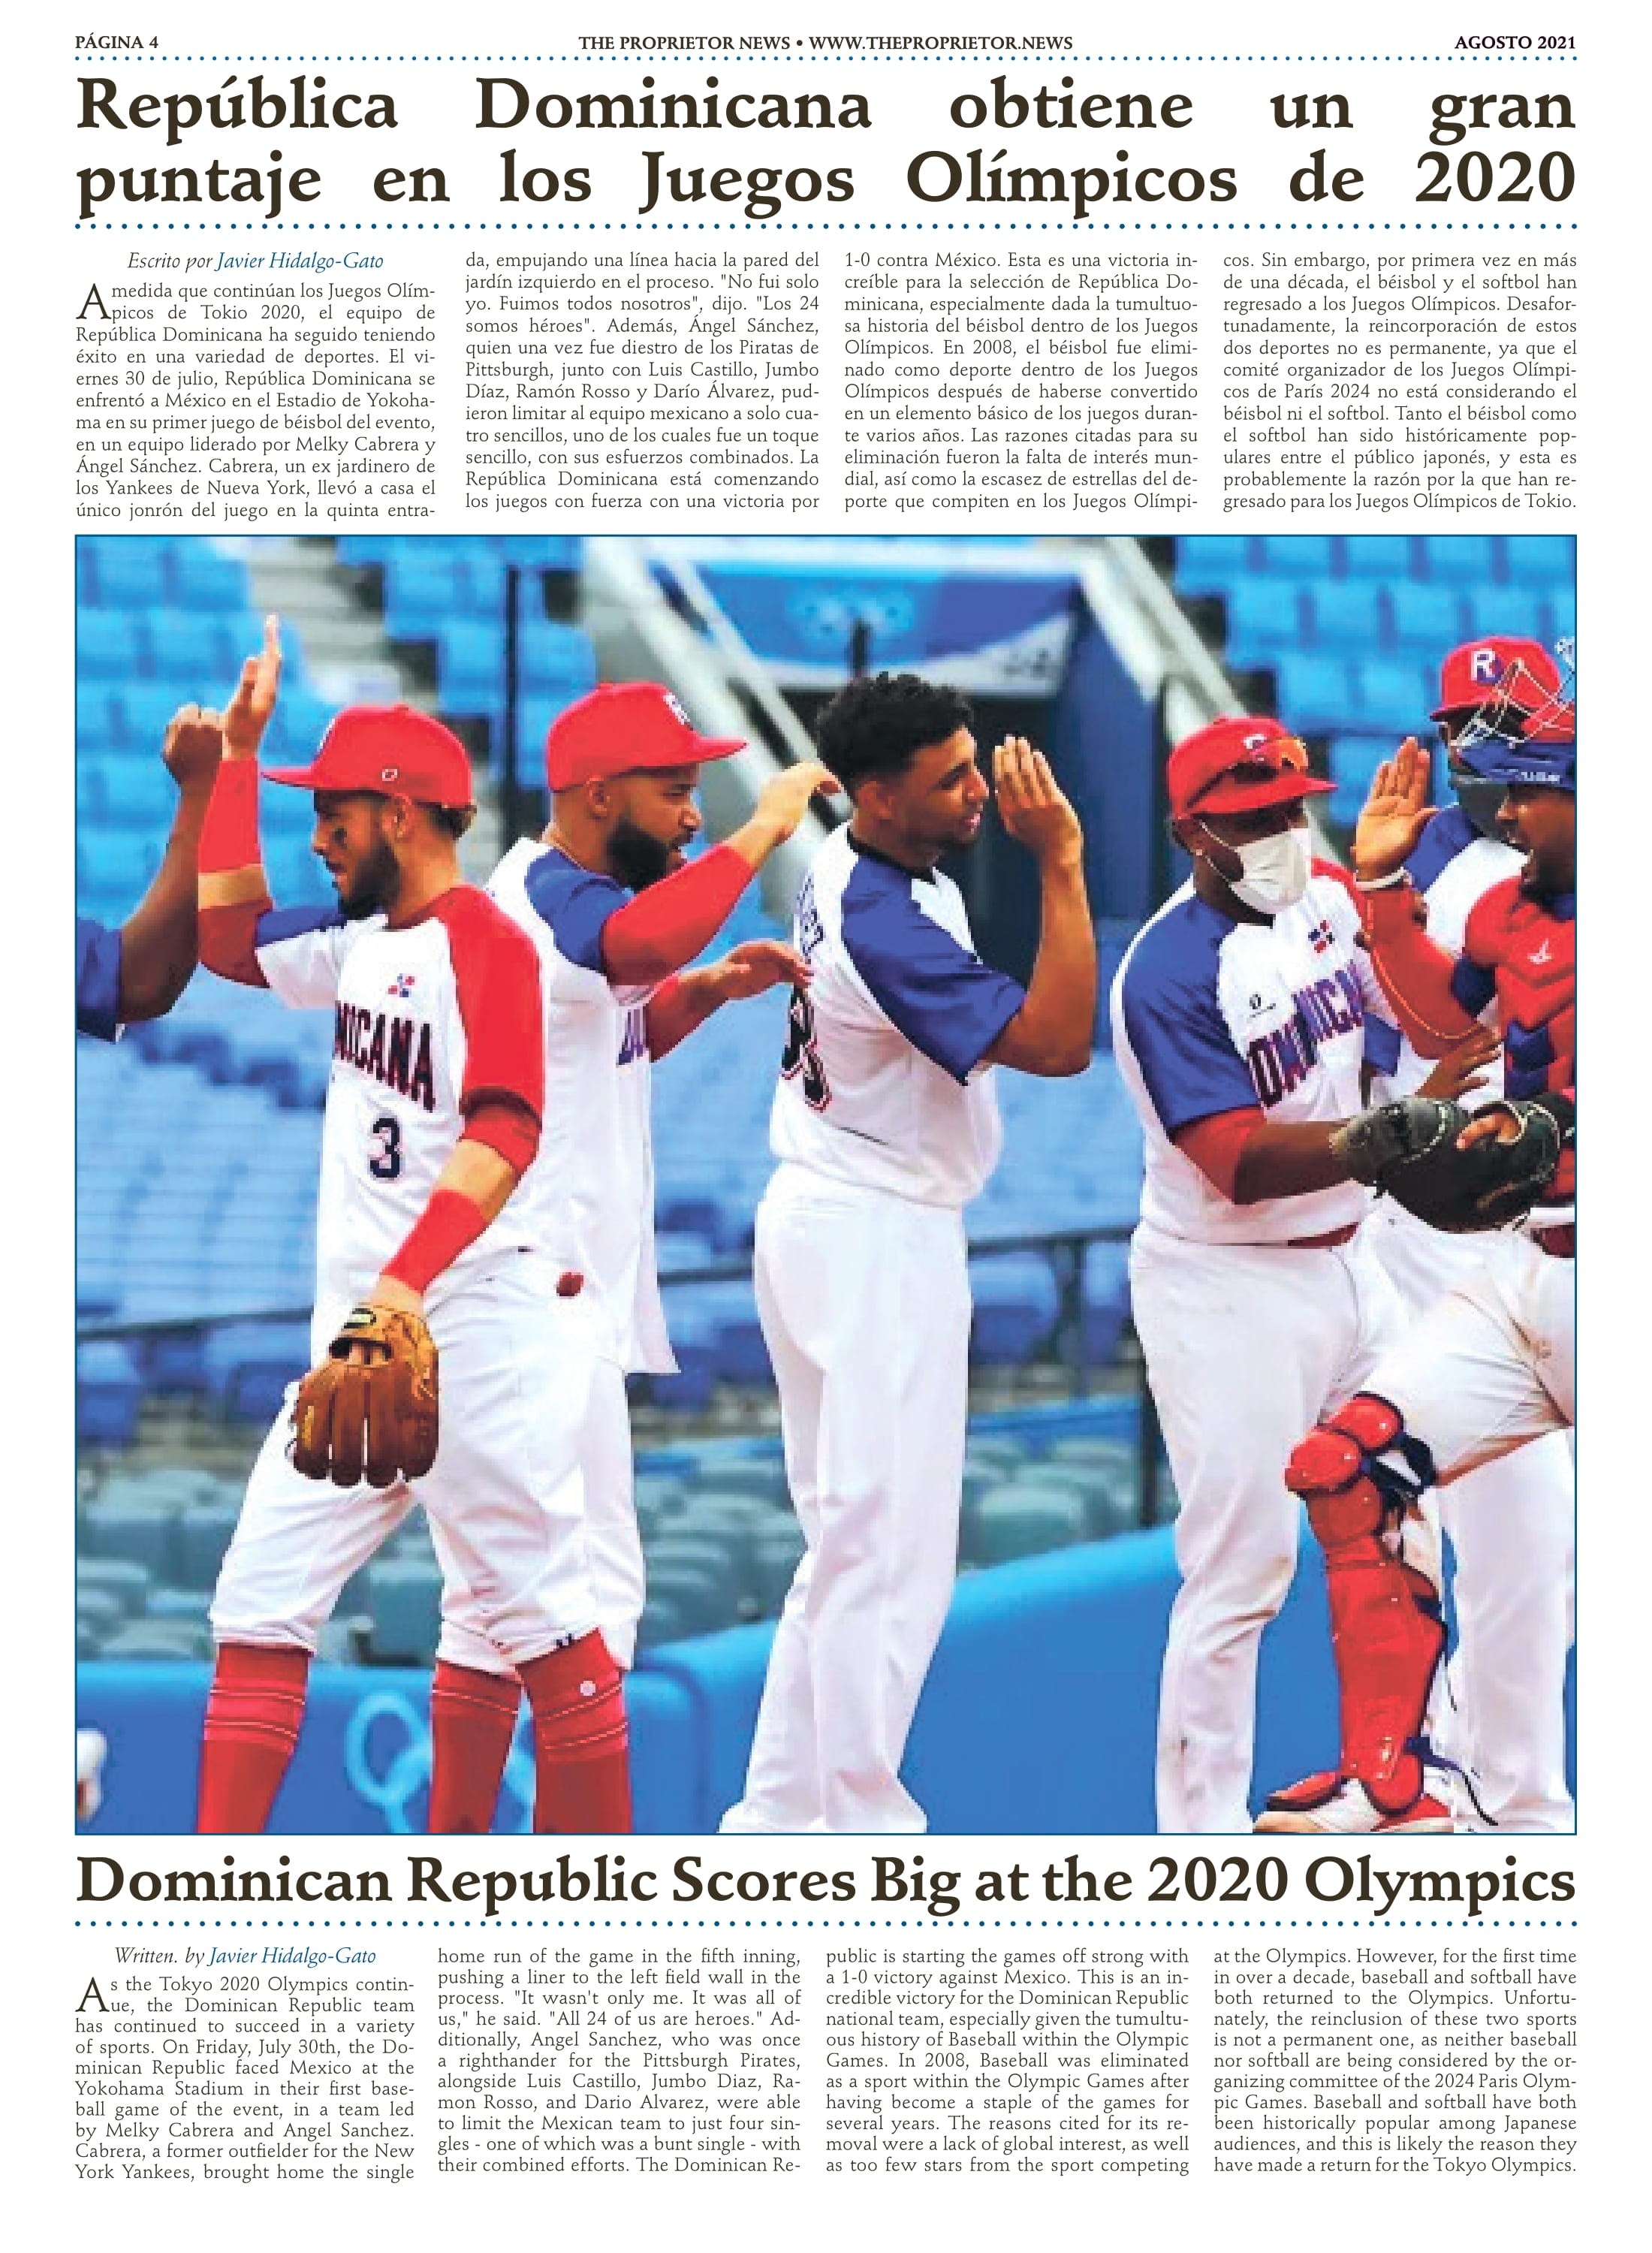 PÁGINA 4
THE PROPRIETOR NEWS • WWW.THEPROPRIETOR.NEWS
AGOSTO 2021
República Dominicana obtiene un gran
puntaje en los Juegos Olímpicos de 2020
Escrito por Javier Hidalgo-Gato
A medida que continúan los Juegos Olím-
picos de Tokio 2020, el equipo de
República Dominicana ha seguido teniendo
éxito en una variedad de deportes. El vi-
ernes 30 de julio, República Dominicana se
enfrentó a México en el Estadio de Yokoha-
ma en su primer juego de béisbol del evento,
en un equipo liderado por Melky Cabrera y
Ángel Sánchez. Cabrera, un ex jardinero de
los Yankees de Nueva York, llevó a casa el
único jonrón del juego en la quinta entra-
da, empujando una línea hacia la pared del
jardín izquierdo en el proceso. "No fui solo
yo. Fuimos todos nosotros", dijo. "Los 24
somos héroes". Además, Ángel Sánchez,
quien una vez fue diestro de los Piratas de
Pittsburgh, junto con Luis Castillo, Jumbo
Díaz, Ramón Rosso y Darío Álvarez, pud-
ieron limitar al equipo mexicano a solo cua-
tro sencillos, uno de los cuales fue un toque
sencillo, con sus esfuerzos combinados. La
República Dominicana está comenzando
los juegos con fuerza con una victoria por
1-0 contra México. Esta es una victoria in-
creíble para la selección de República Do-
minicana, especialmente dada la tumultuo-
sa historia del béisbol dentro de los Juegos
Olímpicos. En 2008, el béisbol fue elimi-
nado como deporte dentro de los Juegos
Olímpicos después de haberse convertido
en un elemento básico de los juegos duran-
te varios años. Las razones citadas para su
eliminación fueron la falta de interés mun-
dial, así como la escasez de estrellas del de-
porte que compiten en los Juegos Olímpi-
cos. Sin embargo, por primera vez en más
de una década, el béisbol y el softbol han
regresado a los Juegos Olímpicos. Desafor-
tunadamente, la reincorporación de estos
dos deportes no es permanente, ya que el
comité organizador de los Juegos Olímpi-
cos de París 2024 no está considerando el
béisbol ni el softbol. Tanto el béisbol como
el softbol han sido históricamente pop-
ulares entre el público japonés, y esta es
probablemente la razón por la que han re-
gresado para los Juegos Olímpicos de Tokio.
R
NICANA
3
Dominican Republic Scores Big at the 2020 Olympics
Written. by Javier Hidalgo-Gato
As the Tokyo 2020 Olympics contin-
ue, the Dominican Republic team
has continued to succeed in a variety
of sports. On Friday, July 30th, the Do-
minican Republic faced Mexico at the
Yokohama Stadium in their first base-
ball game of the event, in a team led
by Melky Cabrera and Angel Sanchez.
Cabrera, a former outfielder for the New
York Yankees, brought home the single
home run of the game in the fifth inning,
pushing a liner to the left field wall in the
process. "It wasn't only me. It was all of
us," he said. "All 24 of us are heroes." Ad-
ditionally, Angel Sanchez, who was once
a righthander for the Pittsburgh Pirates,
alongside Luis Castillo, Jumbo Diaz, Ra-
mon Rosso, and Dario Alvarez, were able
to limit the Mexican team to just four sin-
gles - one of which was a bunt single - with
their combined efforts. The Dominican Re-
public is starting the games off strong with
a 1-0 victory against Mexico. This is an in-
credible victory for the Dominican Republic
national team, especially given the tumultu-
ous history of Baseball within the Olympic
Games. In 2008, Baseball was eliminated
as a sport within the Olympic Games after
having become a staple of the games for
several years. The reasons cited for its re-
moval were a lack of global interest, as well
as too few stars from the sport competing
at the Olympics. However, for the first time
in over a decade, baseball and softball have
both returned to the Olympics. Unfortu-
nately, the reinclusion of these two sports
is not a permanent one, as neither baseball
nor softball are being considered by the or-
ganizing committee of the 2024 Paris Olym-
pic Games. Baseball and softball have both
been historically popular among Japanese
audiences, and this is likely the reason they
have made a return for the Tokyo Olympics.